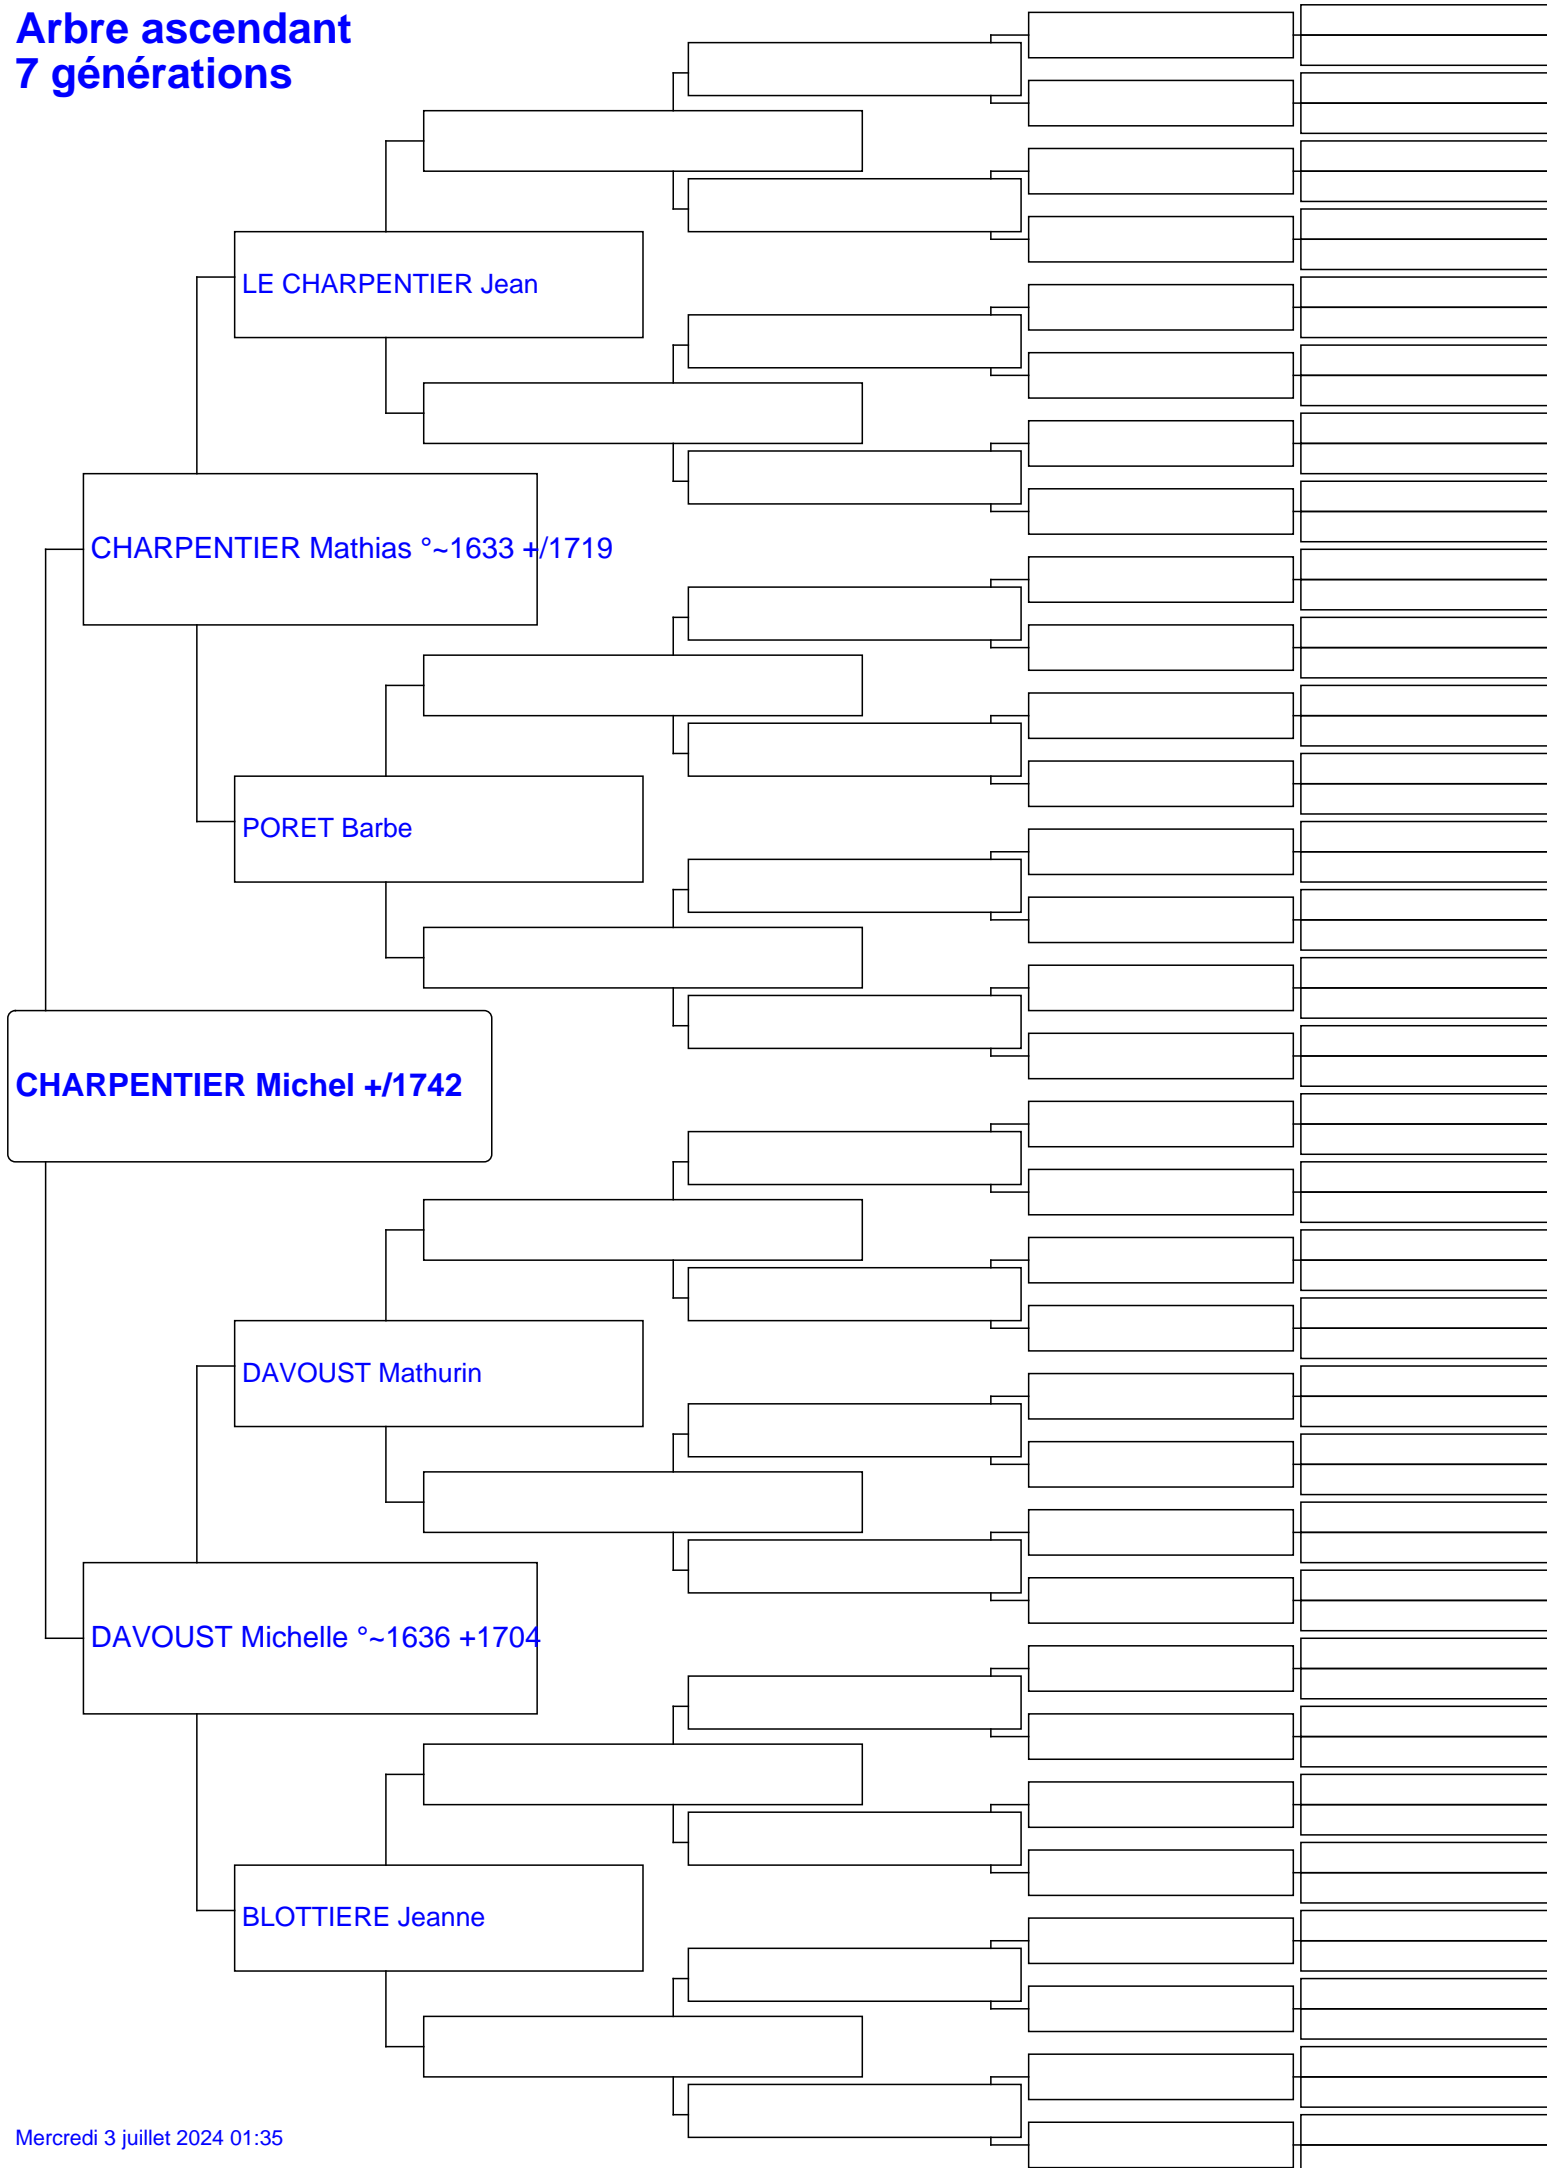 Arbre ascendant
7 générations
LE CHARPENTIER Jean
CHARPENTIER Mathias °~1633 +/1719
PORET Barbe
CHARPENTIER Michel +/1742
DAVOUST Mathurin
DAVOUST Michelle °~1636 +1704
BLOTTIERE Jeanne
Mercredi 3 juillet 2024 01:35